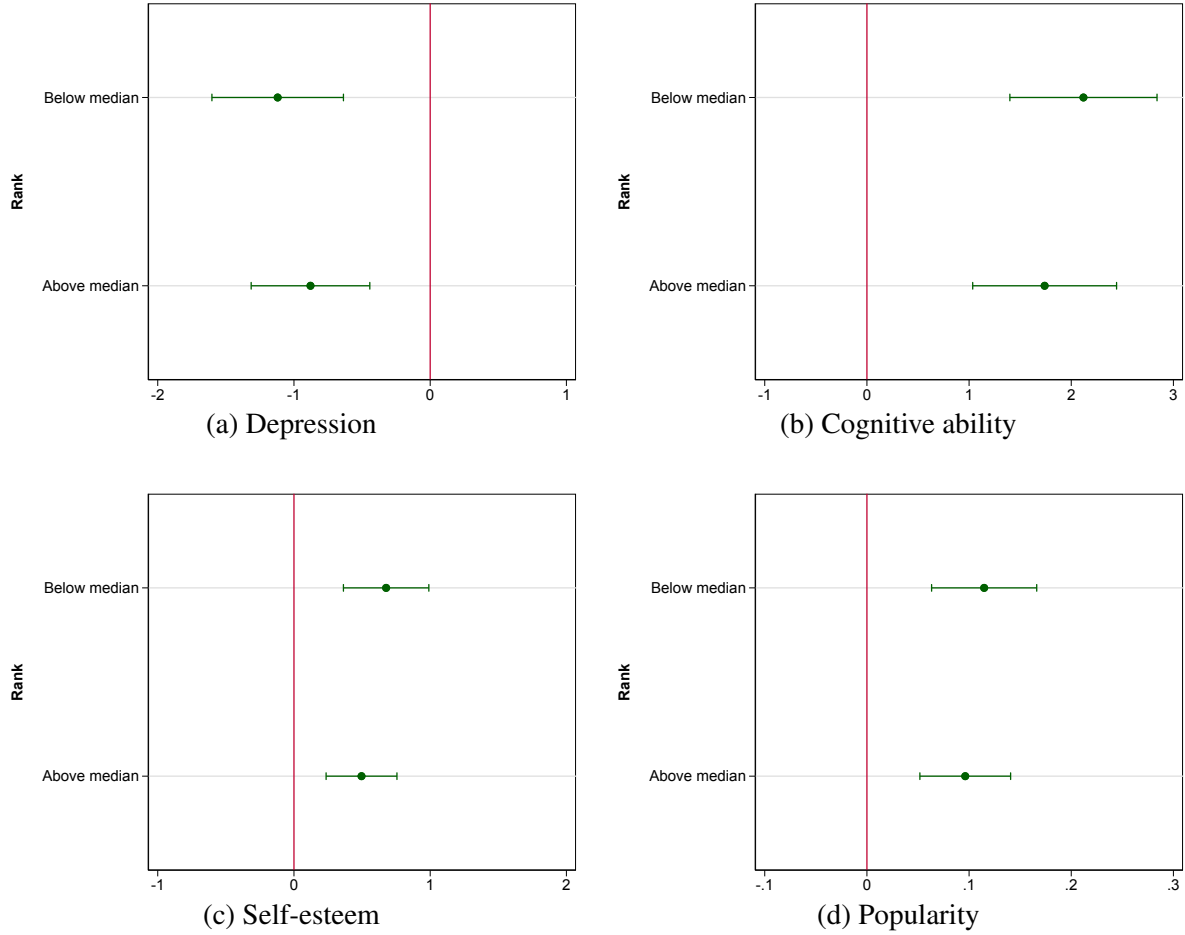 Below median
Rank
Above median
-2 -1 0 1
(a) Depression
Below median
Rank
Above median
-1 0 1 2 3
(b) Cognitive ability
Below median
Rank
Above median
-1 0 1 2
(c) Self-esteem
Below median
Rank
Above median
-.1 0 .1 .2 .3
(d) Popularity